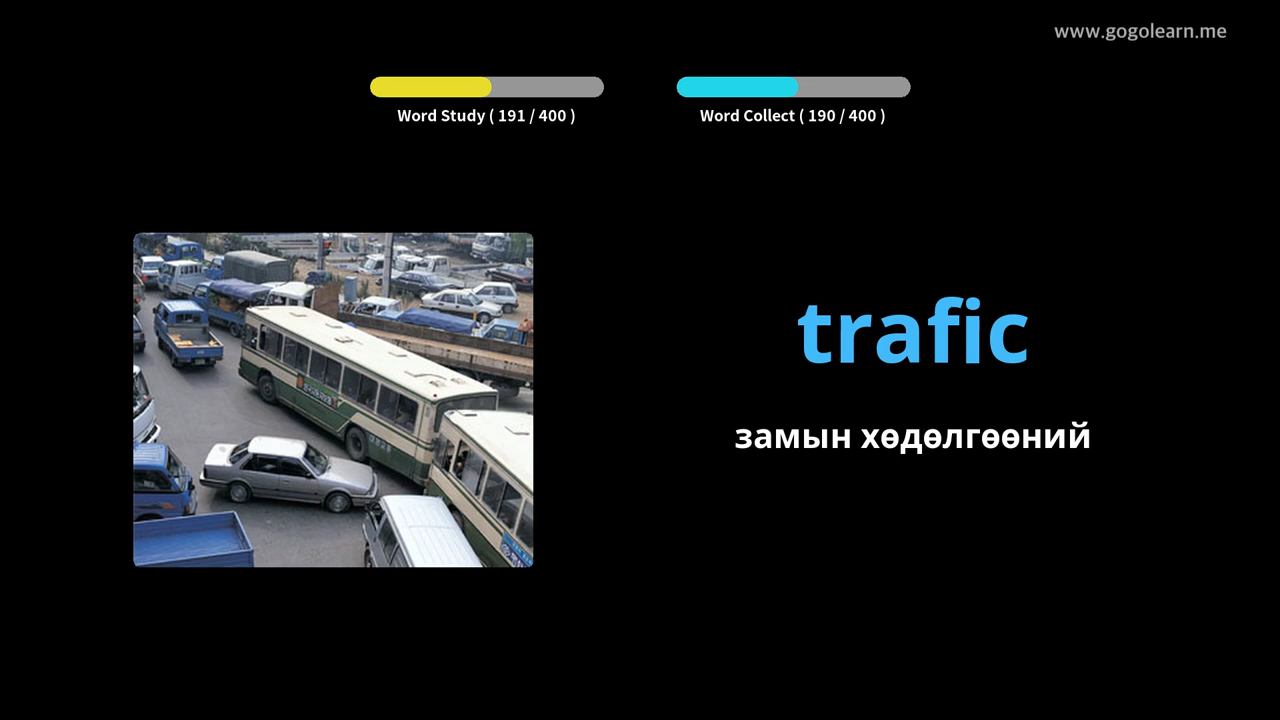 www.gogolearn.me
Word Study ( 191 / 400 )
Word Collect ( 190 / 400 )
trafic
замын хөдөлгөөний